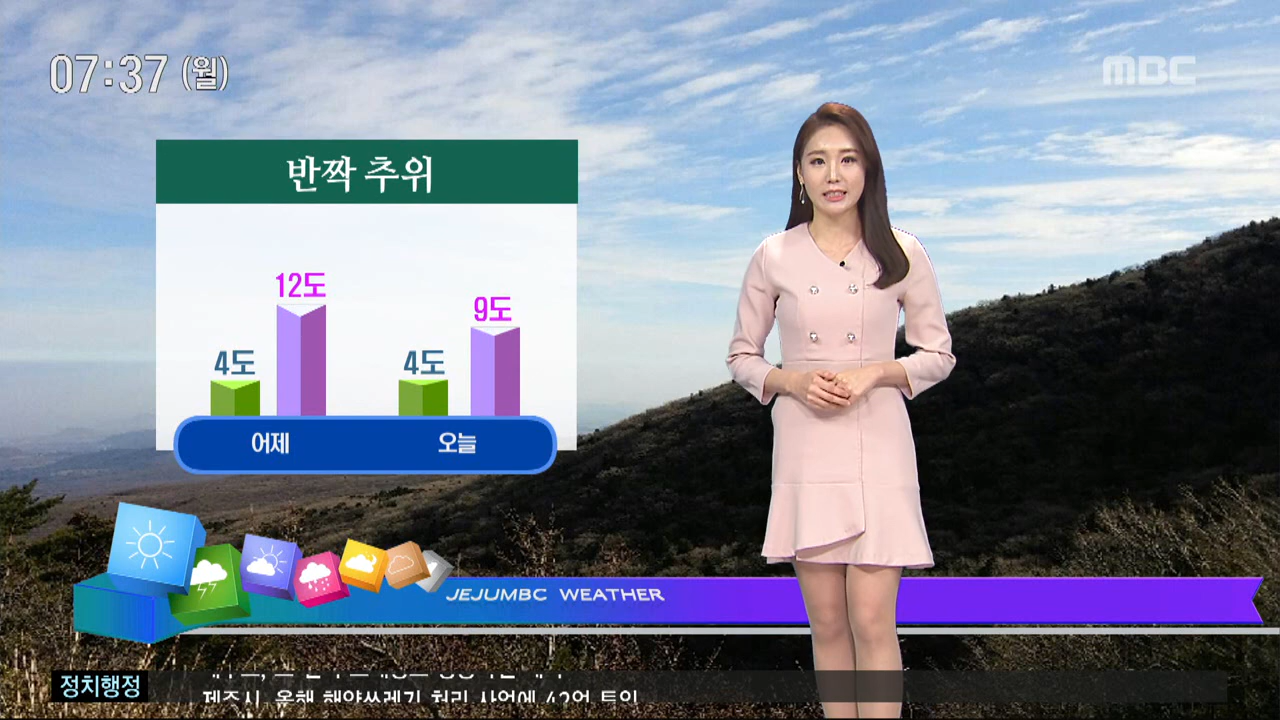 07:37 (월)
MBC
반짝 추위
12도
9도
4도
4도
어제
오늘
JEJUMBC WEATHER
정치행정
제주시, 올해 해양쓰레기 처리 사업에 42억 투입